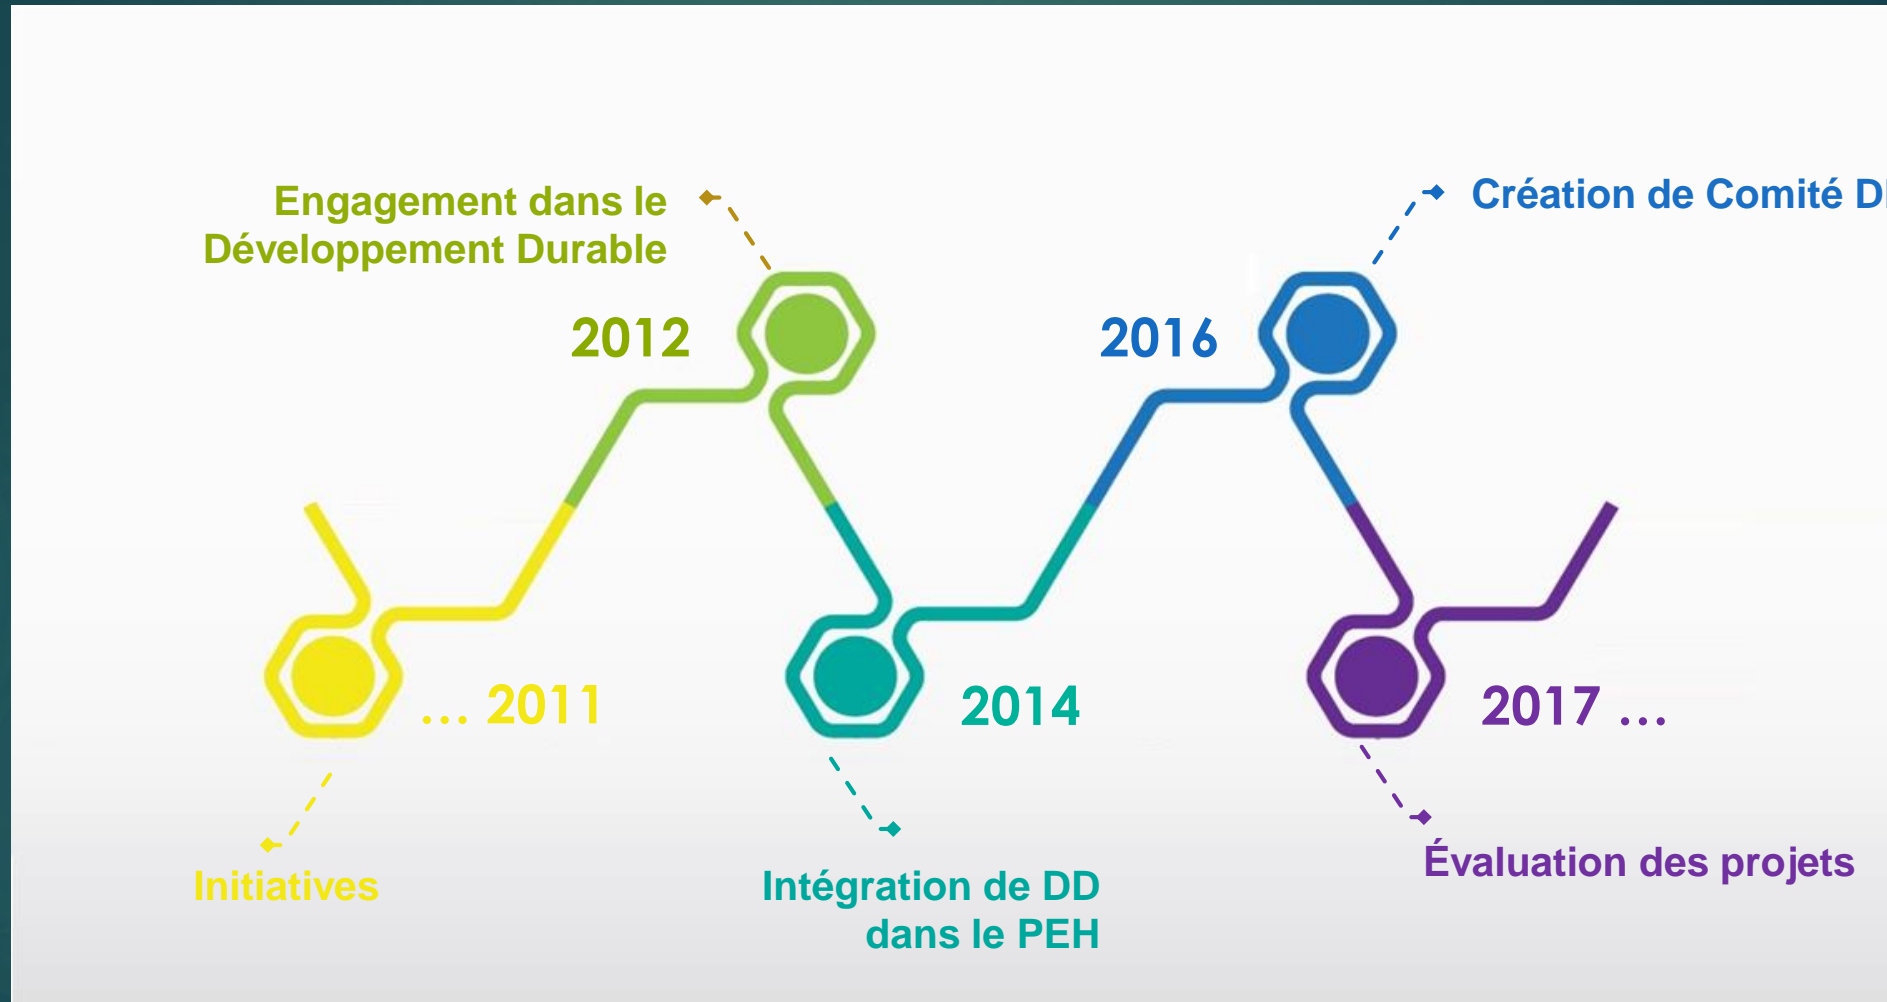 Engagement dans le
Développement Durable
Création de Comité
2012
2016
... 2011
2014
2017 ...
Initiatives
Intégration de DD
dans le PEH
Évaluation des projets